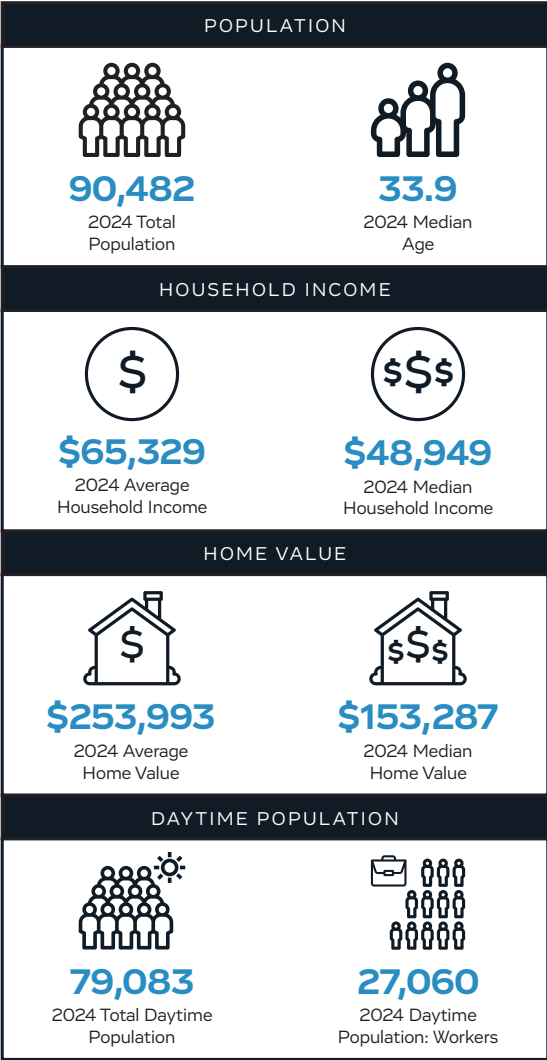 POPULATION
90,482
2024 Total
Population
33.9
2024 Median
Age
HOUSEHOLD INCOME
$
$65,329
2024 Average
Household Income
$$$
$48,949
2024 Median
Household Income
HOME VALUE
$
$253,993
2024 Average
Home Value
$$$
$153,287
2024 Median
Home Value
DAYTIME POPULATION
79,083
2024 Total Daytime
Population
27,060
2024 Daytime
Population: Workers